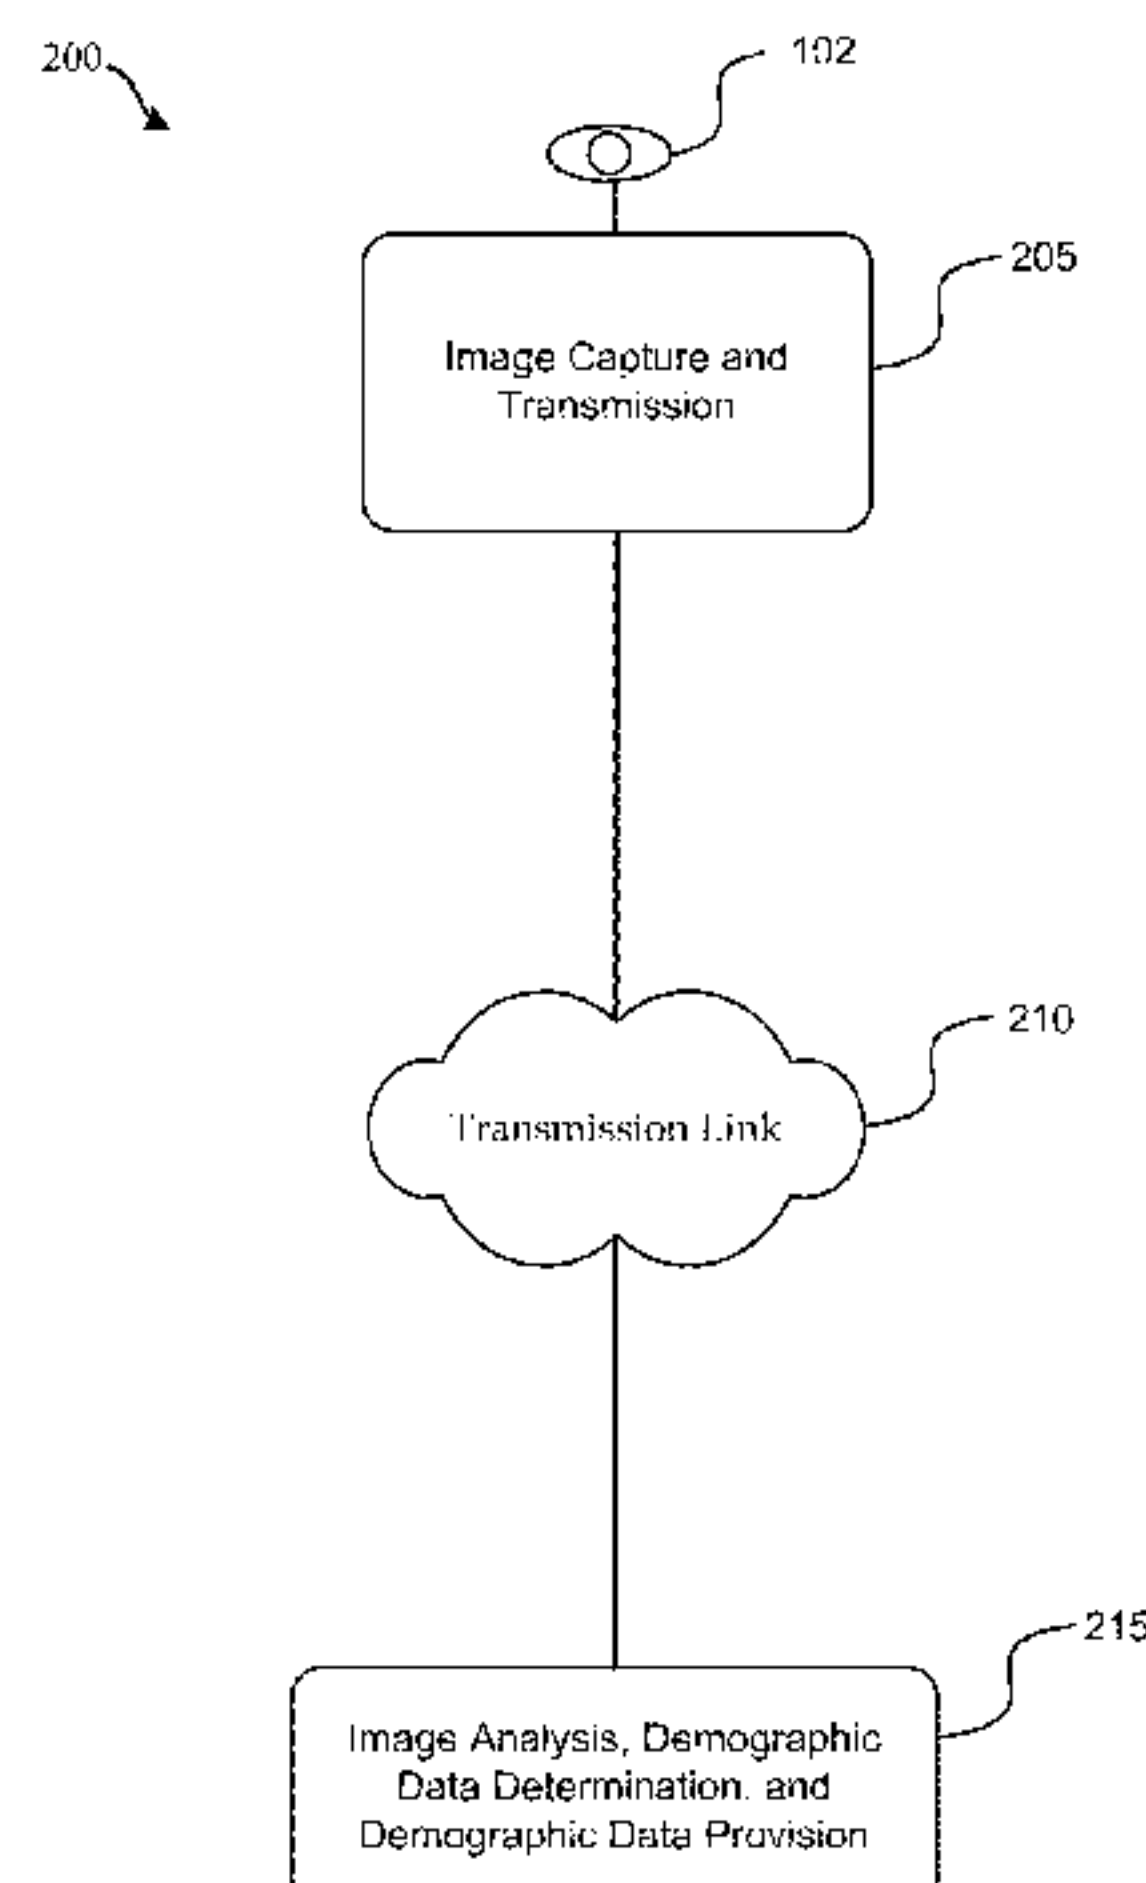 200
102
205
Image Capture and
Transmission
210
Transmission Link
215
Image Analysis, Demographic
Data Determination, and
Demographic Data Provision